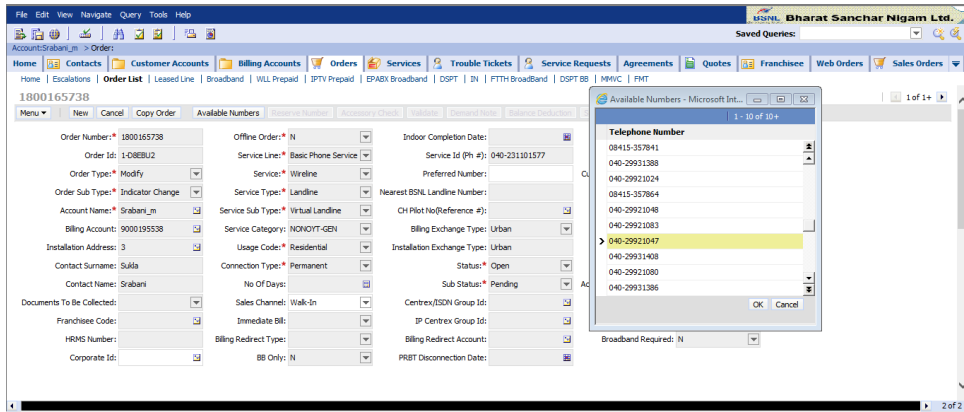 File Edit View Navigate Query Tools Help
BSNL Bharat Sanchar Nigam Ltd.
Saved Queries:
Account:Srabani_m > Order:
Home Contacts Customer Accounts Billing Accounts Orders Services Trouble Tickets Service Requests Agreements Quotes Franchisee Web Orders Sales Orders
Home | Escalations | Order List | Leased Line | Broadband | WLL Prepaid | IPTV Prepaid | EPABX Broadband | DSPT | IN | FTTH BroadBand | DSPT BB | MMVC | FMT
1800165738
1 of 1+
Menu New Cancel Copy Order Available Numbers Reserve Number Accessory Check Validate Demand Note Balance Deduction
Order Number:* 1800165738 Offline Order:* N Indoor Completion Date:
Order Id: 1-D8EBU2 Service Line:* Basic Phone Service Service Id (Ph #): 040-231101577
Order Type:* Modify Service:* Wireline Preferred Number: Cu
Order Sub Type:* Indicator Change Service Type:* Landline Nearest BSNL Landline Number:
Account Name:* Srabani_m Service Sub Type:* Virtual Landline CH Pilot No(Reference #):
Billing Account: 9000195538 Service Category: NONOYT-GEN Billing Exchange Type: Urban
Installation Address: 3 Usage Code:* Residential Installation Exchange Type: Urban
Contact Surname: Sukla Connection Type:* Permanent Status:* Open
Contact Name: Srabani No Of Days: Sub Status:* Pending Ac
Documents To Be Collected: Sales Channel: Walk-In Centrex/ISDN Group Id:
Franchisee Code: Immediate Bill: IP Centrex Group Id:
HRMS Number: Billing Redirect Type: Billing Redirect Account: Broadband Required: N
Corporate Id: BB Only: N PRBT Disconnection Date:
Available Numbers - Microsoft Int...
1 - 10 of 10+
Telephone Number
08415-357841
040-29931388
040-29921024
08415-357864
040-29921048
040-29921083
040-29921047
040-29931408
040-29921080
040-29931386
OK Cancel
2 of 2